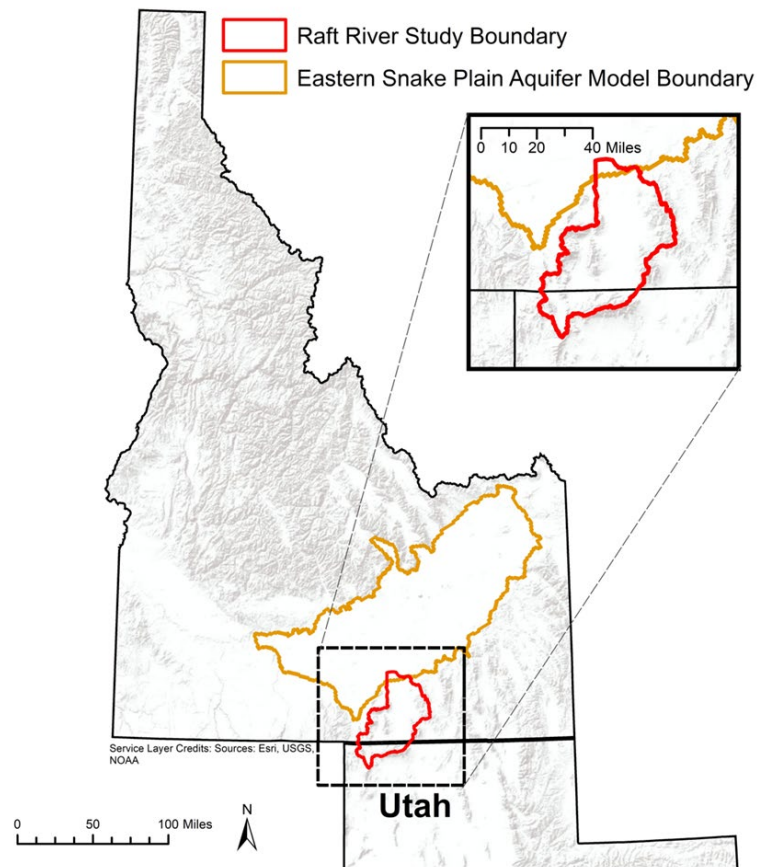 Raft River Study Boundary
Eastern Snake Plain Aquifer Model Boundary
0 10 20 40 Miles
Service Layer Credits: Sources: Esri, USGS,
NOAA
Utah
N
0 50 100 Miles